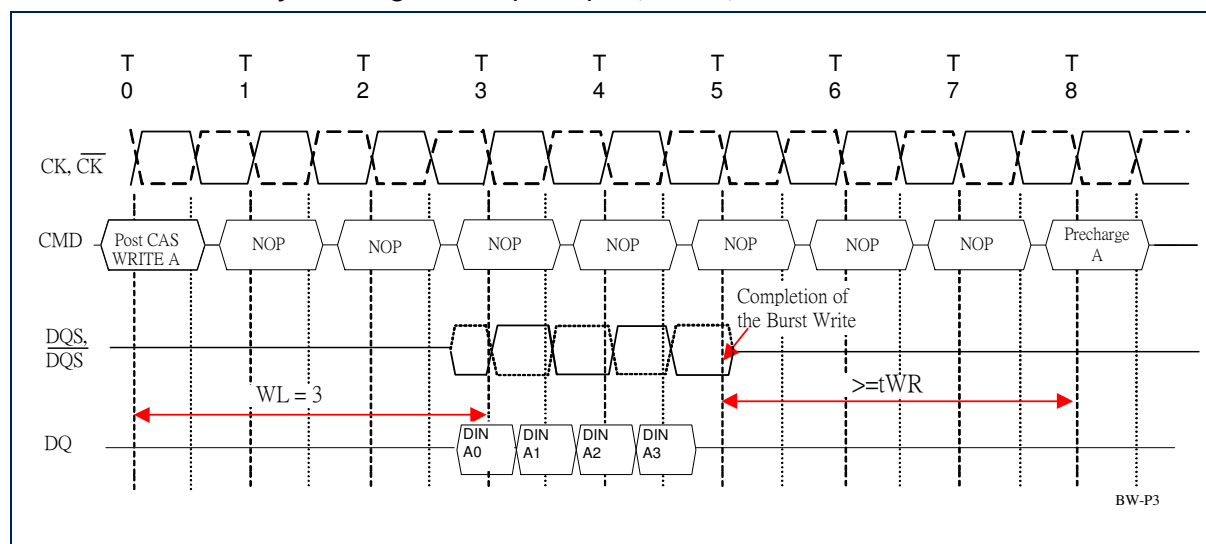 T T T T T T T T T
0 1 2 3 4 5 6 7 8
CK, CK
CMD
Post CAS
WRITE A
NOP
NOP
NOP
NOP
NOP
NOP
NOP
Precharge
A
Completion of
the Burst Write
DQS,
DQS
WL = 3
>=tWR
DQ
DIN
A0
DIN
A1
DIN
A2
DIN
A3
BW-P3